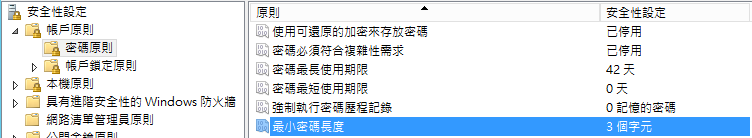 安全性設定
帳戶原則
密碼原則
帳戶鎖定原則
本機原則
具有進階安全性的 Windows 防火牆
網路清單管理員原則
公開金鑰原則
原則 安全性設定
使用可還原的加密來存放密碼 已停用
密碼必須符合複雜性需求 已停用
密碼最長使用期限 42 天
密碼最短使用期限 0 天
強制執行密碼歷程記錄 0 記憶的密碼
最小密碼長度 3 個字元